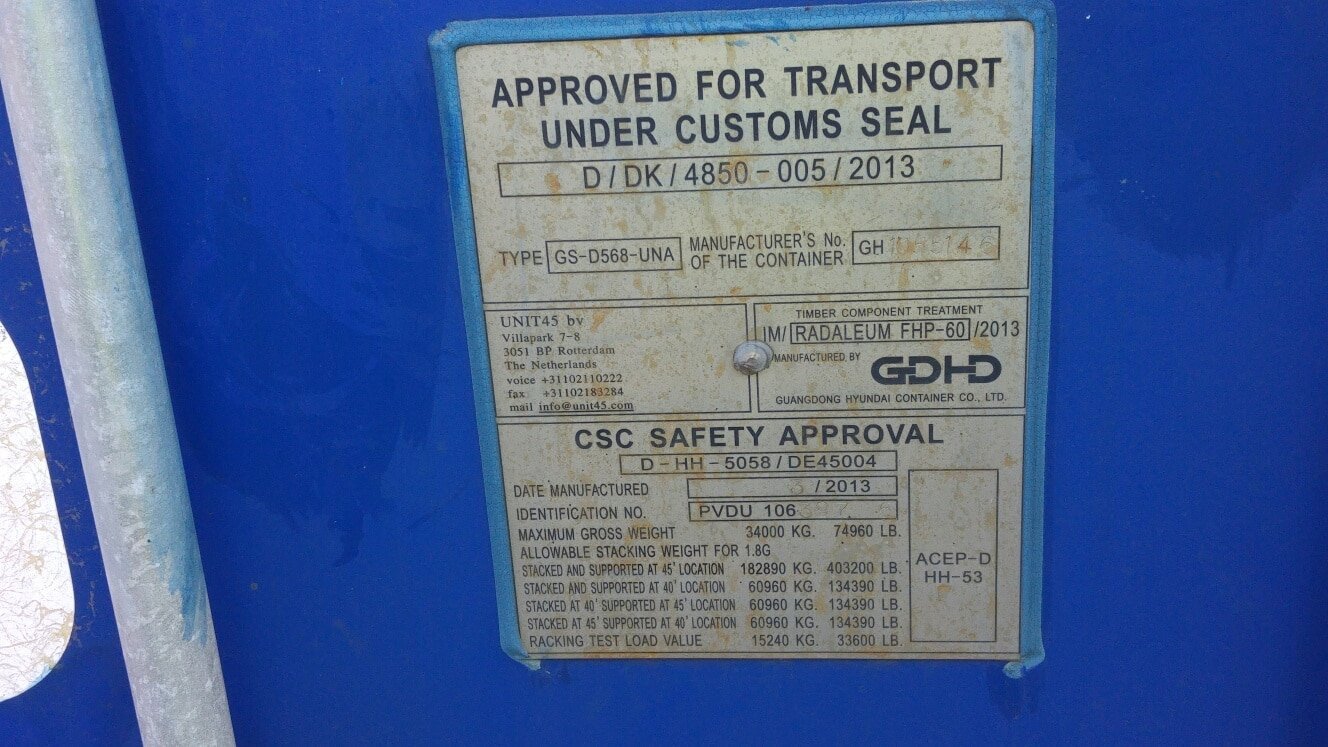 APPROVED FOR TRANSPORT
UNDER CUSTOMS SEAL
D/DK/4850-005/2013
TYPE GS-D568-UNA MANUFACTURER'S No. OF THE CONTAINER GH
UNIT45 bv
Villapark 7-8
3051 BP Rotterdam
The Netherlands
voice +31102110222
fax +31102183284
mail info@unit45.com
TIMBER COMPONENT TREATMENT
IM/ RADALEUM FHP-60 /2013
MANUFACTURED BY GDHD
GUANGDONG HYUNDAI CONTAINER CO., LTD.
CSC SAFETY APPROVAL
D-HH-5058/DE45004
DATE MANUFACTURED /2013
IDENTIFICATION NO. PVDU 106
MAXIMUM GROSS WEIGHT 34000 KG. 74960 LB.
ALLOWABLE STACKING WEIGHT FOR 1.8G
STACKED AND SUPPORTED AT 45' LOCATION 182890 KG. 403200 LB.
STACKED AND SUPPORTED AT 40' LOCATION 60960 KG. 134390 LB.
STACKED AT 40' SUPPORTED AT 45' LOCATION 60960 KG. 134390 LB.
STACKED AT 45' SUPPORTED AT 40' LOCATION 60960 KG. 134390 LB.
RACKING TEST LOAD VALUE 15240 KG. 33600 LB.
ACEP-D
HH-53